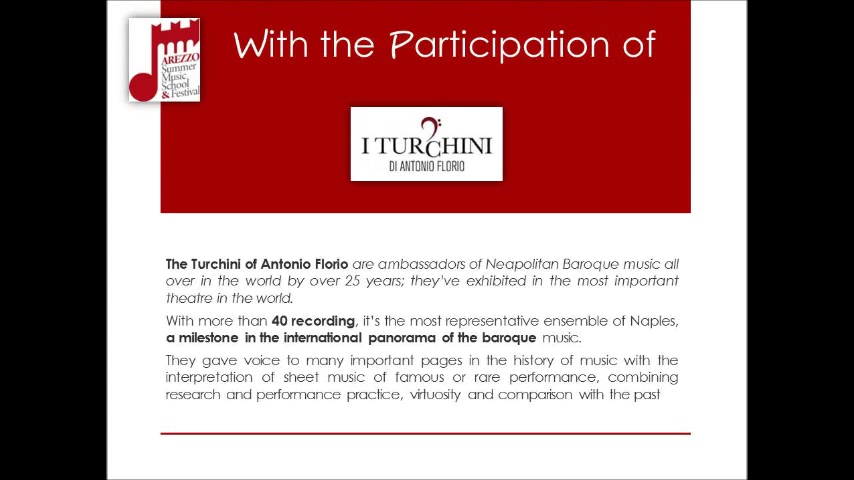 AREZZO
Summer
Music
School
& Festival
With the Participation of
I TURCHINI
DI ANTONIO FLORIO
The Turchini of Antonio Florio are ambassadors of Neapolitan Baroque music all
over in the world by over 25 years; they've exhibited in the most important
theatre in the world.
With more than 40 recording, it's the most representative ensemble of Naples,
a milestone in the international panorama of the baroque music.
They gave voice to many important pages in the history of music with the
interpretation of sheet music of famous or rare performance, combining
research and performance practice, virtuosity and comparison with the past